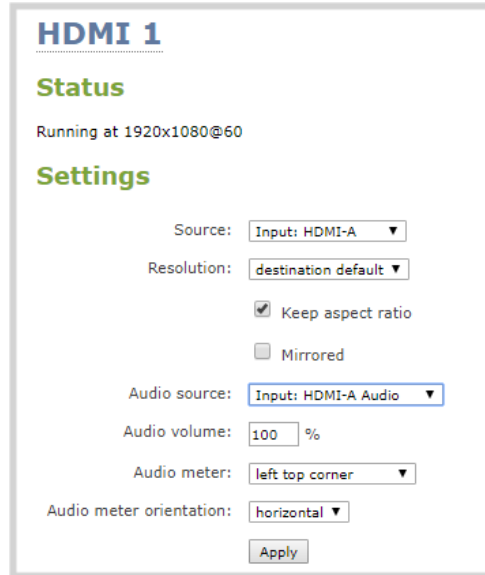 HDMI 1
Status
Running at 1920x1080@60
Settings
Source: Input: HDMI-A
Resolution: destination default
Keep aspect ratio
Mirrored
Audio source: Input: HDMI-A Audio
Audio volume: 100 %
Audio meter: left top corner
Audio meter orientation: horizontal
Apply